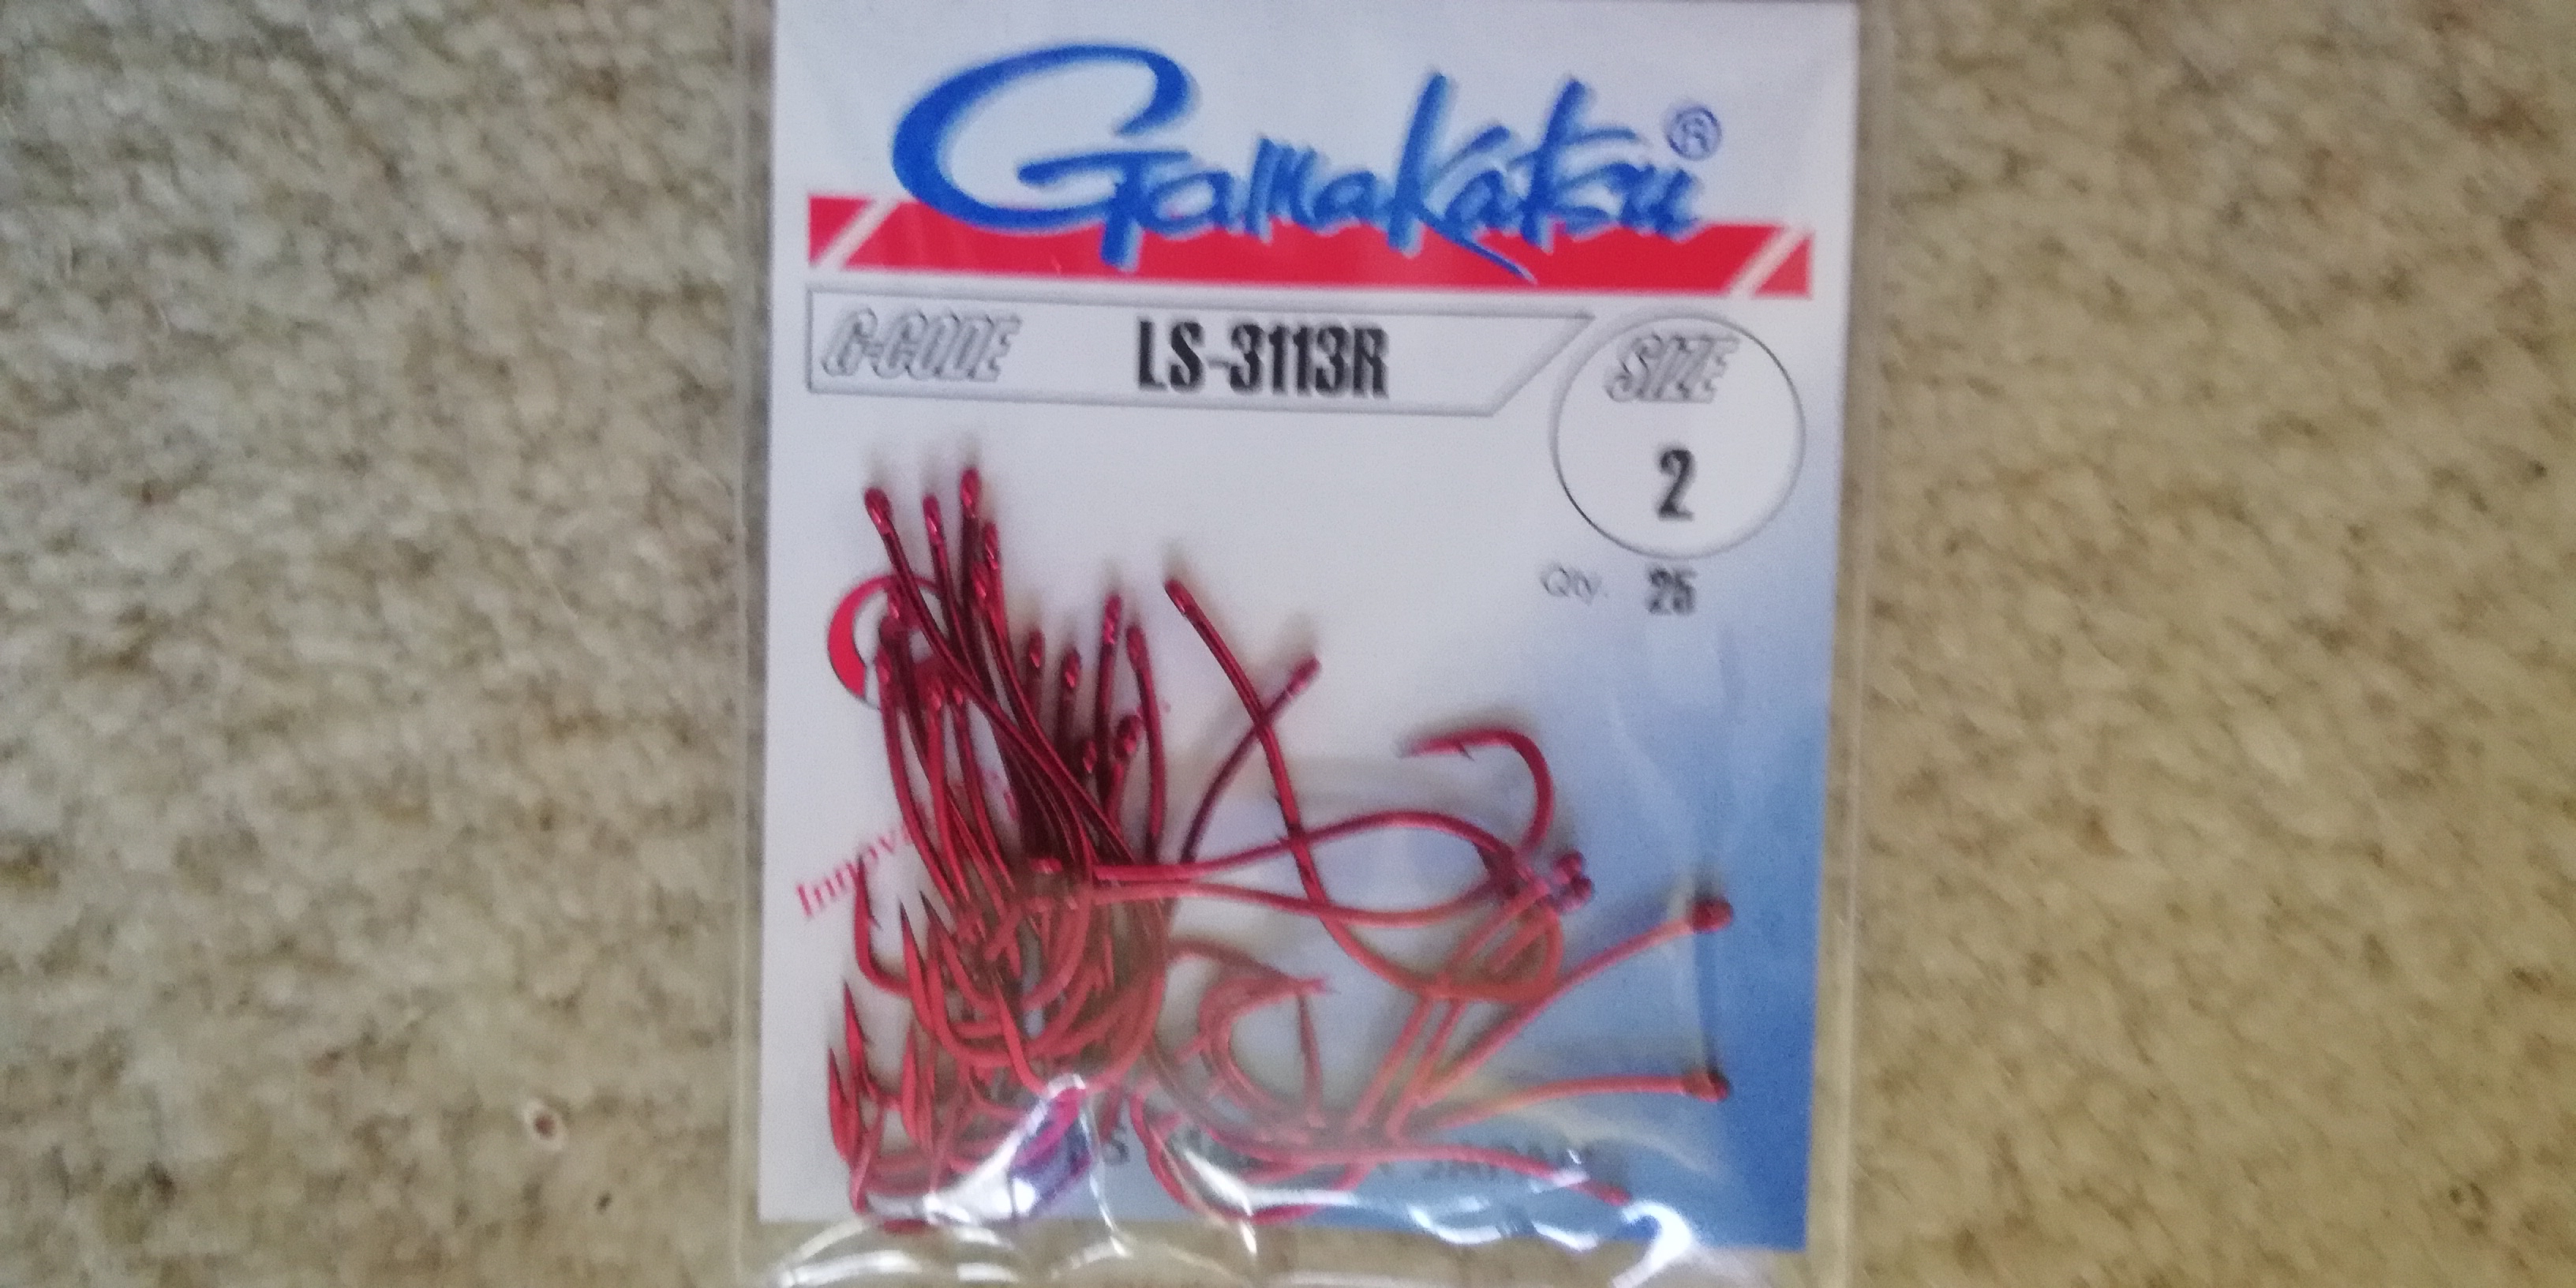 Gamakatsu®
G-CODE LS-3113R
SIZE
2
Qty. 25